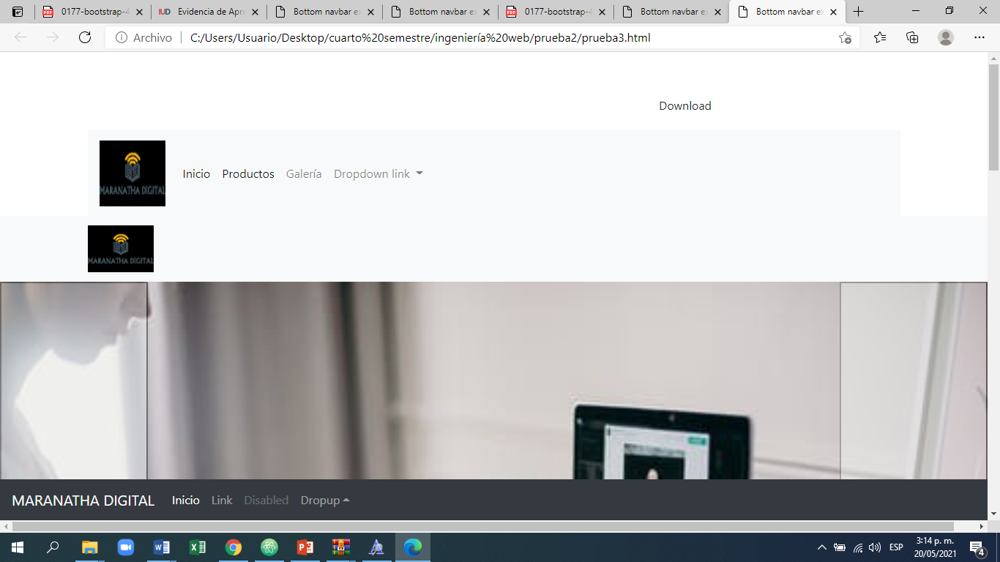 0177-bootstrap-4
IUD Evidencia de Apre
Bottom navbar ex
Bottom navbar ex
0177-bootstrap-4
Bottom navbar ex
Bottom navbar ex
Archivo
C:/Users/Usuario/Desktop/cuarto%20semestre/ingeniería%20web/prueba2/prueba3.html
Download
MARANATHA DIGITAL
Inicio Productos Galería Dropdown link
MARANATHA DIGITAL
MARANATHA DIGITAL Inicio Link Disabled Dropup
ESP
3:14 p. m.
20/05/2021
4